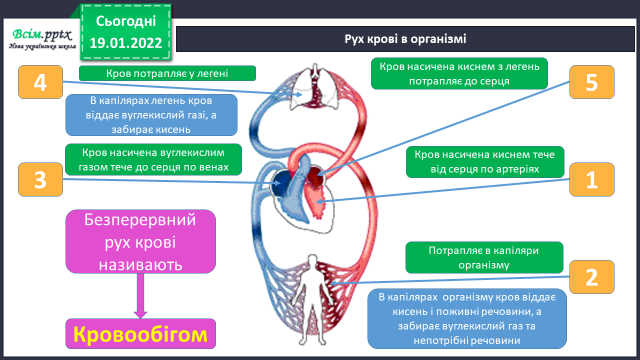 Всім.pptx
Нова українська школа
Сьогодні
19.01.2022
Рух крові в організмі
4
Кров потрапляє у легені
В капілярах легень кров
віддає вуглекислий газі, а
забирає кисень
Кров насичена киснем з легень
потрапляє до серця
5
3
Кров насичена вуглекислим
газом тече до серця по венах
Кров насичена киснем тече
від серця по артеріях
1
Безперервний
рух крові
називають
Кровообігом
Потрапляє в капіляри
організму
2
В капілярах організму кров віддає
кисень і поживні речовини, а
забирає вуглекислий газ та
непотрібні речовини